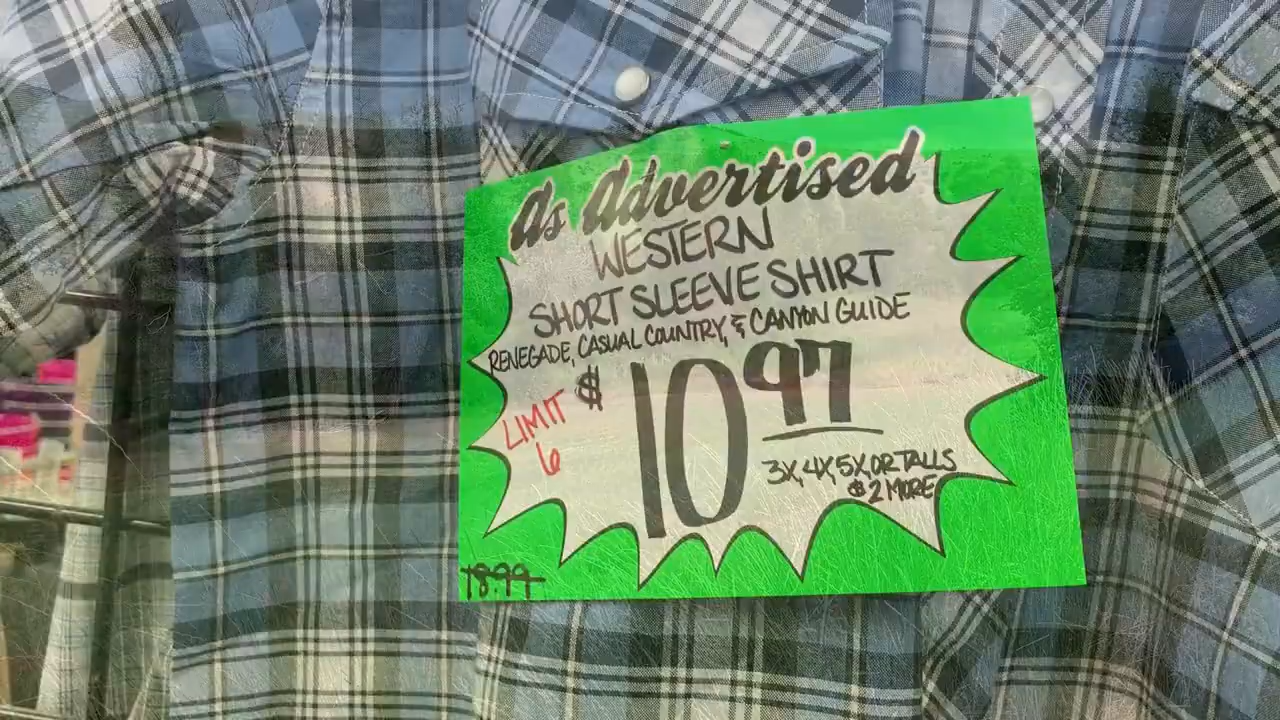 As Advertised
WESTERN
SHORT SLEEVE SHIRT
RENEGADE, CASUAL COUNTRY, & CANYON GUIDE
$10 97
LIMIT
6
3X, 4X, 5X OR TALLS
$2 MORE
18.99